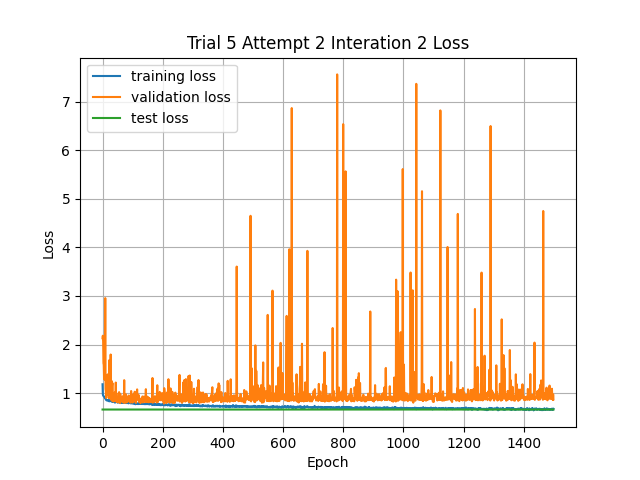 Trial 5 Attempt 2 Interation 2 Loss
training loss
validation loss
test loss
7
6
5
4
3
2
1
Loss
0 200 400 600 800 1000 1200 1400
Epoch